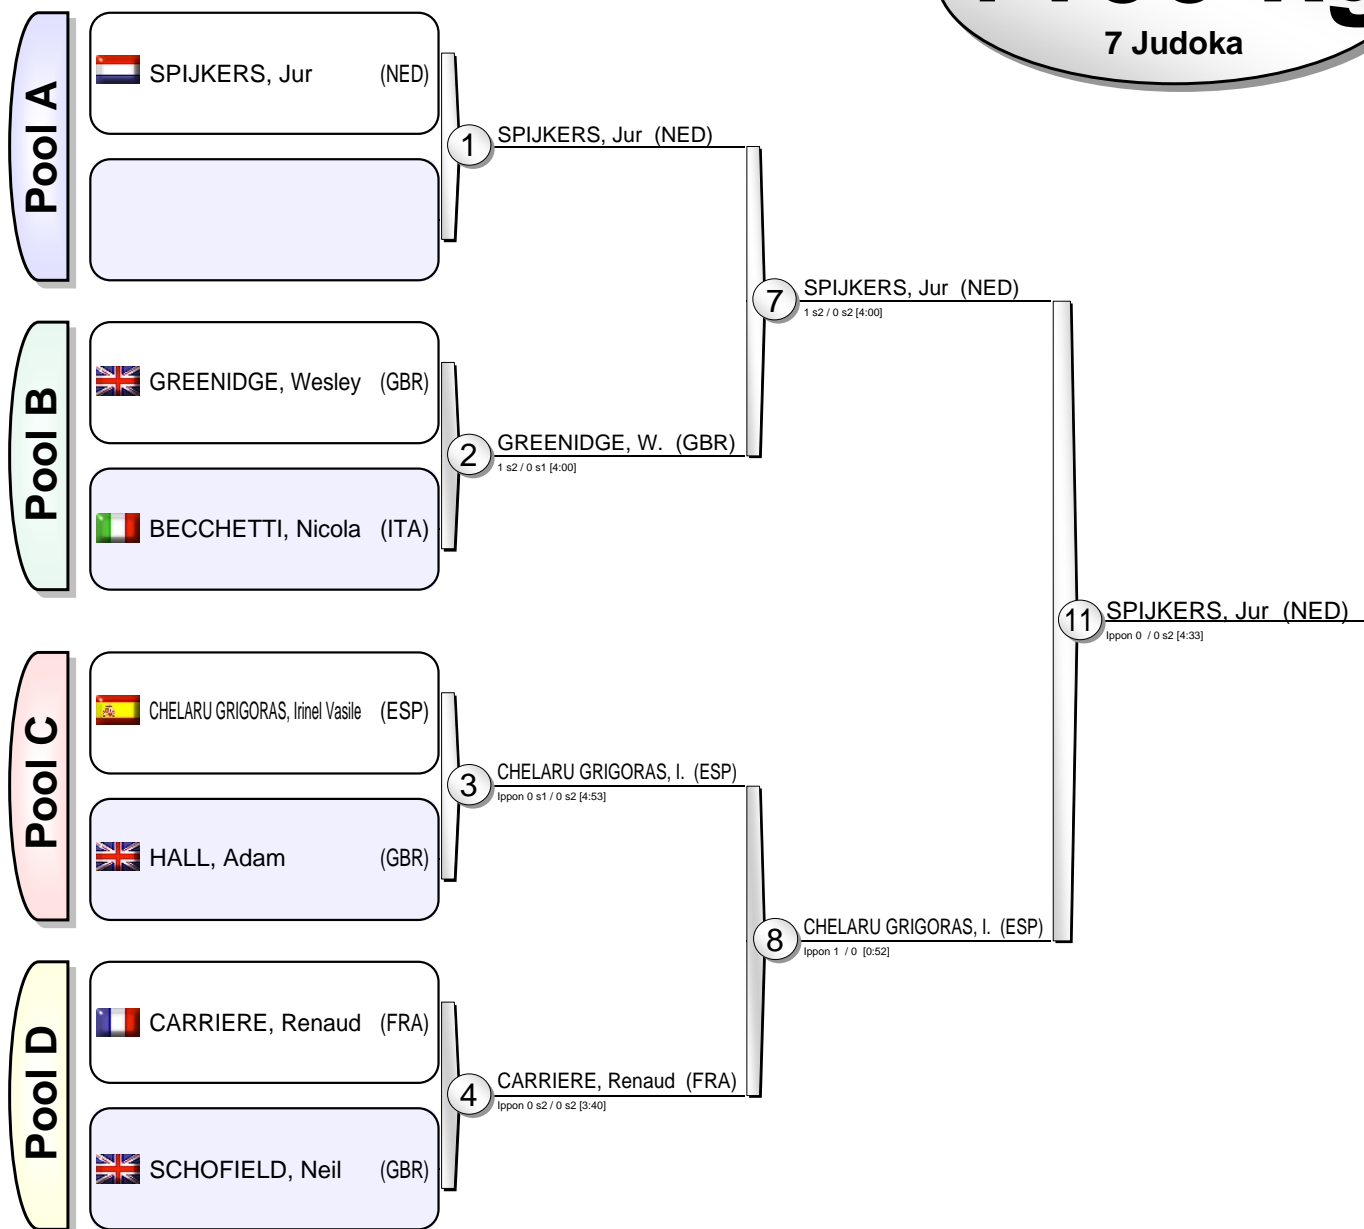 7 Judoka
Pool A
SPIJKERS, Jur (NED)
1
SPIJKERS, Jur (NED)
7
SPIJKERS, Jur (NED)
1 s2 / 0 s2 [4:00]
Pool B
GREENIDGE, Wesley (GBR)
2
GREENIDGE, W. (GBR)
1 s2 / 0 s1 [4:00]
BECCHETTI, Nicola (ITA)
11
SPIJKERS, Jur (NED)
Ippon 0 / 0 s2 [4:33]
Pool C
CHELARU GRIGORAS, Irinel Vasile (ESP)
3
CHELARU GRIGORAS, I. (ESP)
Ippon 0 s1 / 0 s2 [4:53]
HALL, Adam (GBR)
8
CHELARU GRIGORAS, I. (ESP)
Ippon 1 / 0 [0:52]
Pool D
CARRIERE, Renaud (FRA)
4
CARRIERE, Renaud (FRA)
Ippon 0 s2 / 0 s2 [3:40]
SCHOFIELD, Neil (GBR)